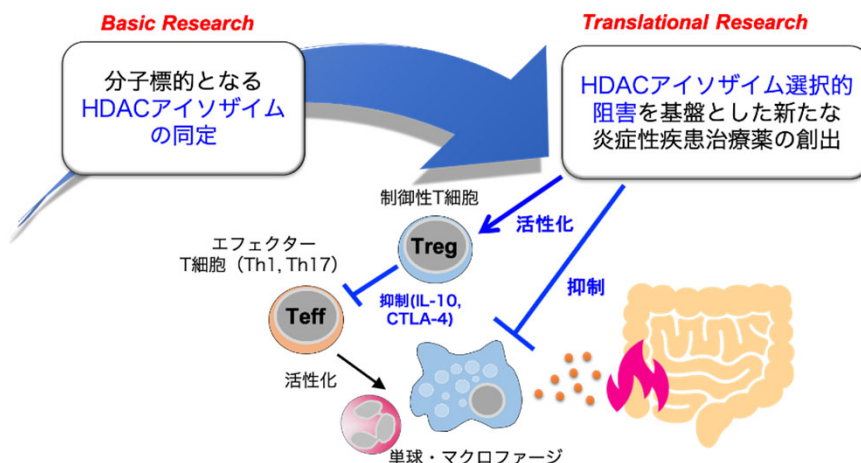 Basic Research
Translational Research
分子標的となる
HDACアイソザイム
の同定
HDACアイソザイム選択的
阻害を基盤とした新たな
炎症性疾患治療薬の創出
制御性T細胞
活性化
Treg
エフェクター
T細胞（Th1, Th17）
抑制(IL-10,
CTLA-4)
抑制
Teff
活性化
単球・マクロファージ